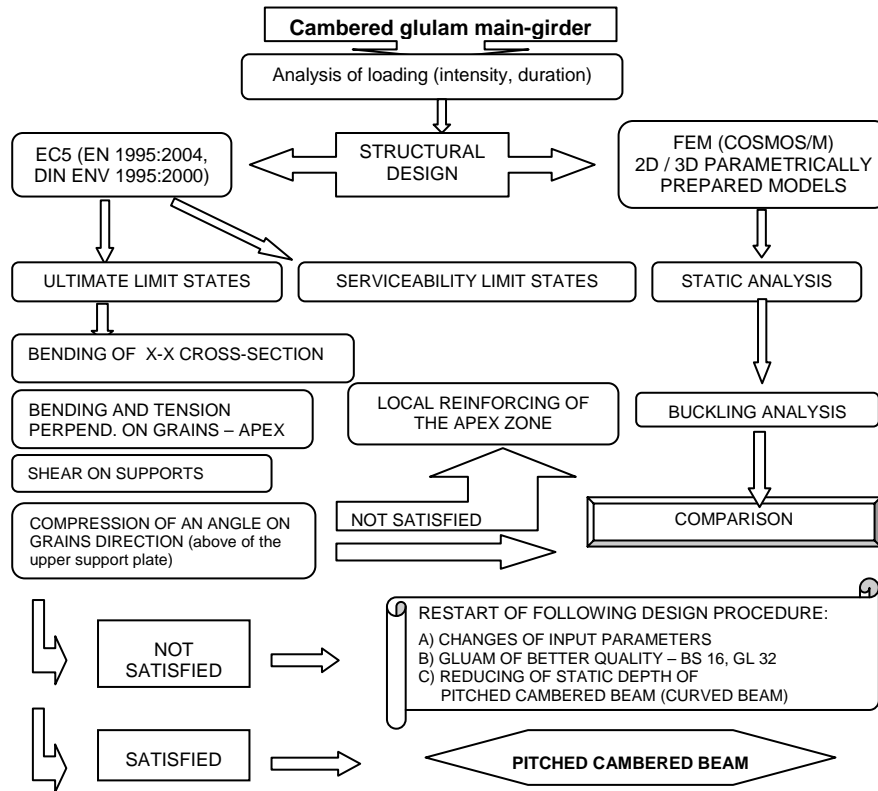 Cambered glulam main-girder
Analysis of loading (intensity, duration)
EC5 (EN 1995:2004,
DIN ENV 1995:2000)
STRUCTURAL
DESIGN
FEM (COSMOS/M)
2D / 3D PARAMETRICALLY
PREPARED MODELS
ULTIMATE LIMIT STATES
SERVICEABILITY LIMIT STATES
STATIC ANALYSIS
BENDING OF X-X CROSS-SECTION
BENDING AND TENSION
PERPEND. ON GRAINS – APEX
LOCAL REINFORCING OF
THE APEX ZONE
BUCKLING ANALYSIS
SHEAR ON SUPPORTS
COMPRESSION OF AN ANGLE ON
GRAINS DIRECTION (above of the
upper support plate)
NOT SATISFIED
COMPARISON
NOT
SATISFIED
RESTART OF FOLLOWING DESIGN PROCEDURE:
A) CHANGES OF INPUT PARAMETERS
B) GLUAM OF BETTER QUALITY – BS 16, GL 32
C) REDUCING OF STATIC DEPTH OF
PITCHED CAMBERED BEAM (CURVED BEAM)
SATISFIED
PITCHED CAMBERED BEAM